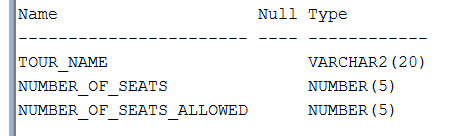 Name Null Type
----------------------- ---- ------------
TOUR_NAME VARCHAR2(20)
NUMBER_OF_SEATS NUMBER(5)
NUMBER_OF_SEATS_ALLOWED NUMBER(5)